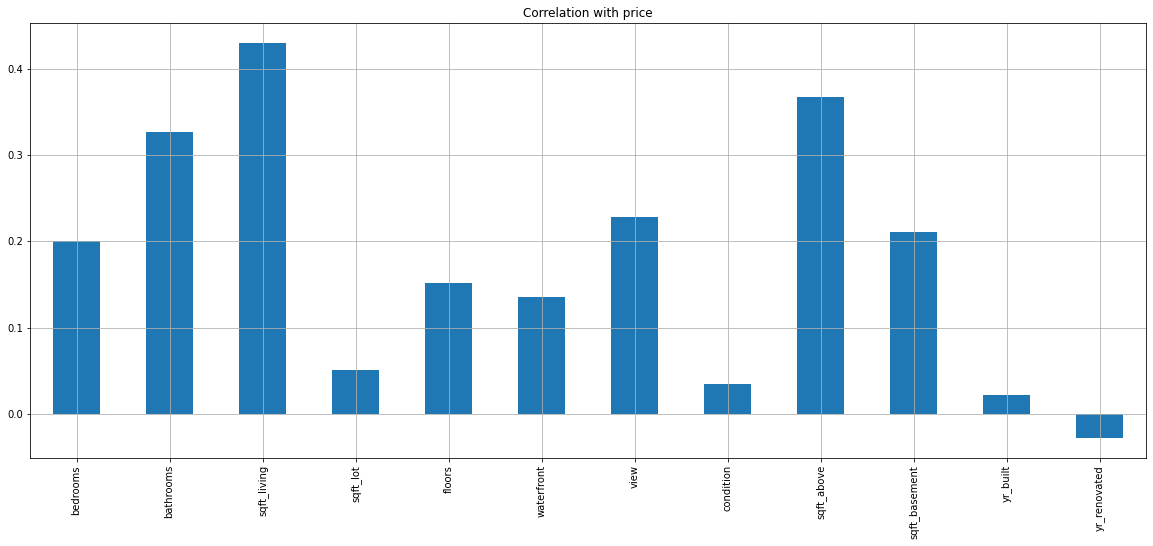 Correlation with price
0.4
0.3
0.2
0.1
0.0
bedrooms
bathrooms
sqft_living
sqft_lot
floors
waterfront
view
condition
sqft_above
sqft_basement
yr_built
yr_renovated